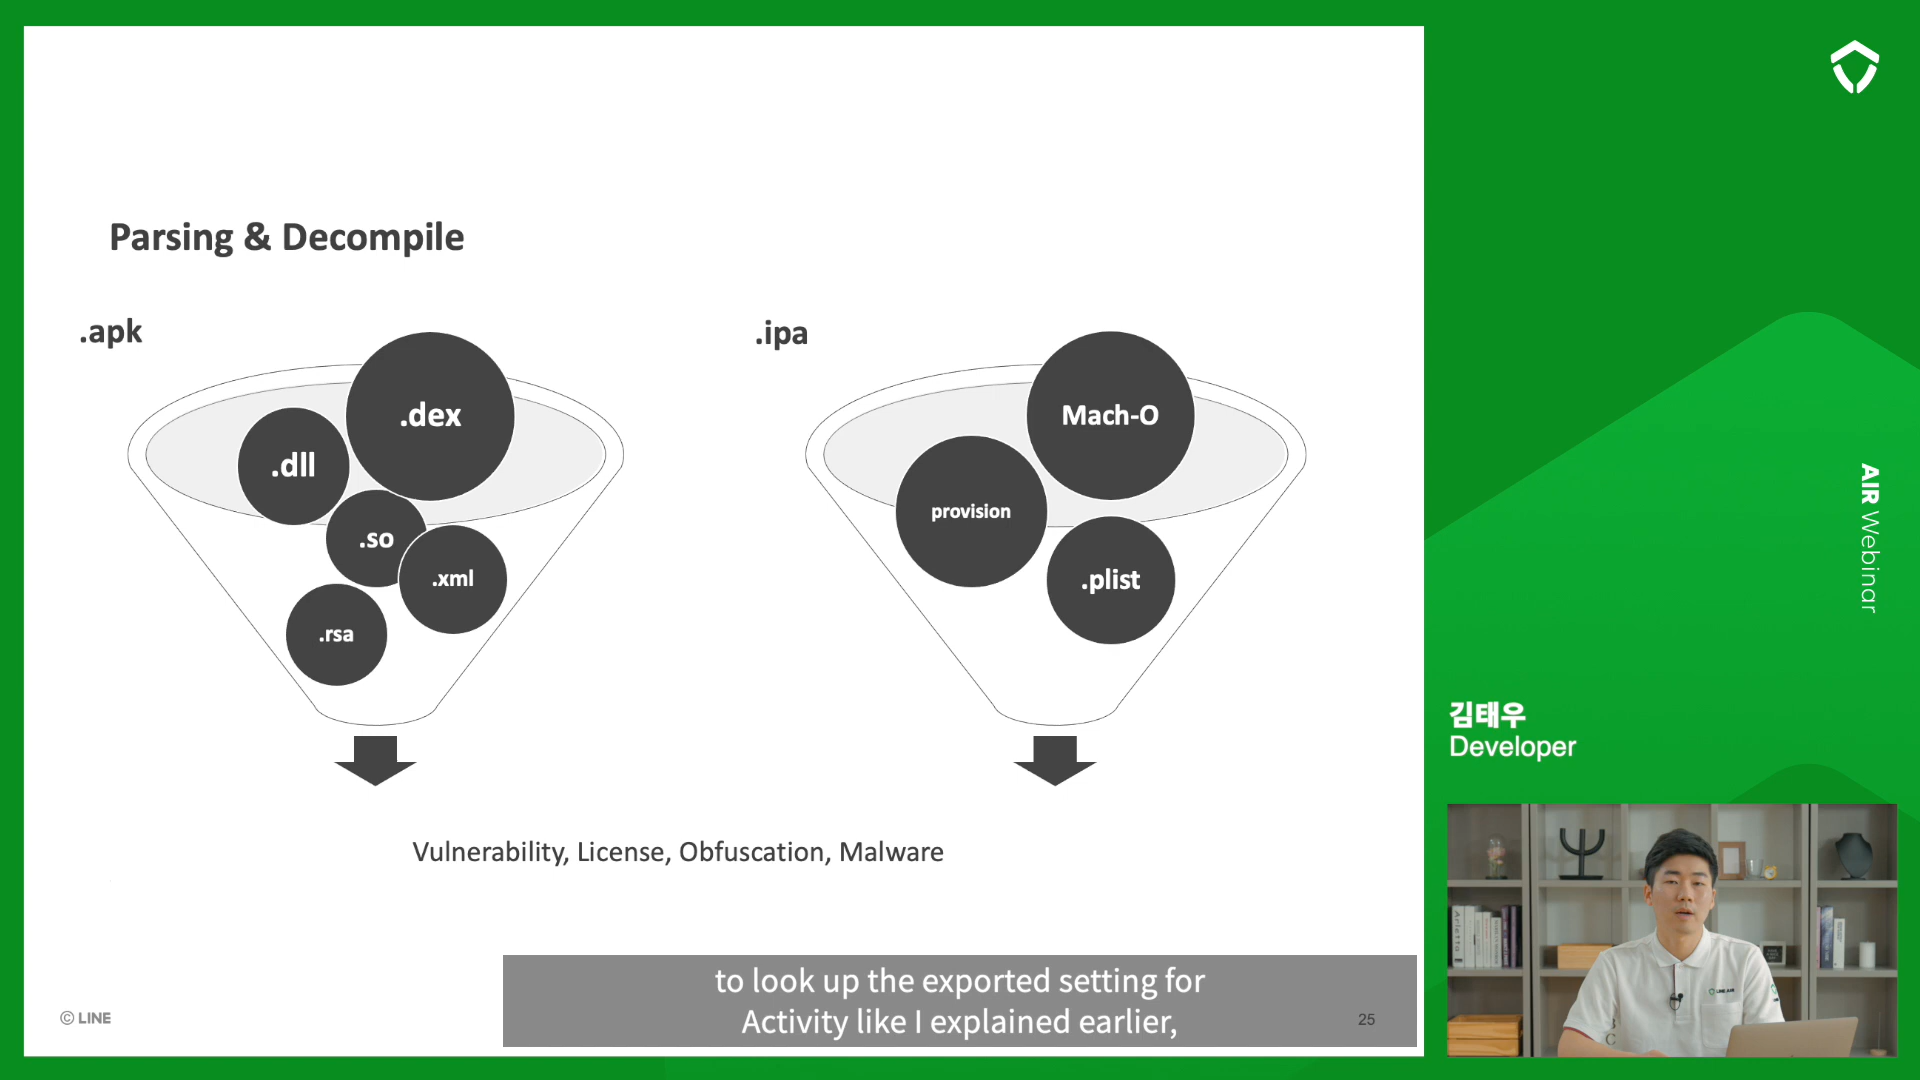 Parsing & Decompile
.apk
.dex
.dll
.so
.xml
.rsa
.ipa
Mach-O
provision
.plist
Vulnerability, License, Obfuscation, Malware
to look up the exported setting for
Activity like I explained earlier,
© LINE
25
AIR Webinar
김태우
Developer